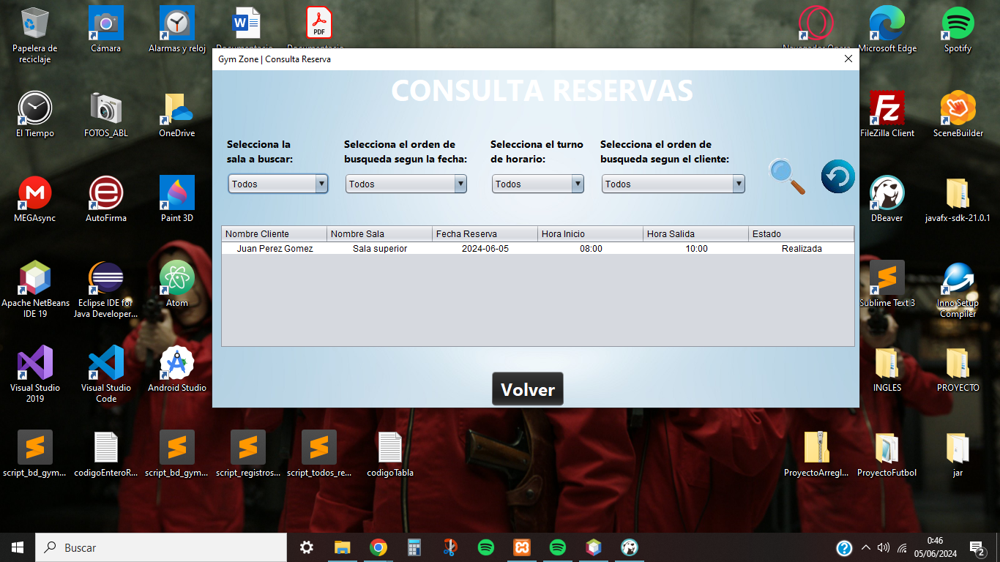 Papelera de
reciclaje
Cámara
Alarmas y reloj
PDF
Microsoft Edge
Spotify
Gym Zone | Consulta Reserva
CONSULTA RESERVAS
El Tiempo
FOTOS_ABL
OneDrive
FileZilla Client
SceneBuilder
Selecciona la
sala a buscar:
Selecciona el orden de
busqueda segun la fecha:
Selecciona el turno
de horario:
Selecciona el orden de
busqueda segun el cliente:
Todos
Todos
Todos
Todos
MEGAsync
AutoFirma
Paint 3D
DBeaver
javafx-sdk-21.0.1
Nombre Cliente
Nombre Sala
Fecha Reserva
Hora Inicio
Hora Salida
Estado
Juan Perez Gomez
Sala superior
2024-06-05
08:00
10:00
Realizada
Apache NetBeans
IDE 19
Eclipse IDE for
Java Developer...
Atom
Sublime Text 3
Inno Setup
Compiler
Visual Studio
2019
Visual Studio
Code
Android Studio
INGLES
PROYECTO
Volver
script_bd_gym...
codigoEnteroR...
script_bd_gym...
script_registros...
script_todos_re...
codigoTabla
ProyectoArregl...
ProyectoFutbol
jar
Buscar
0:46
05/06/2024
2